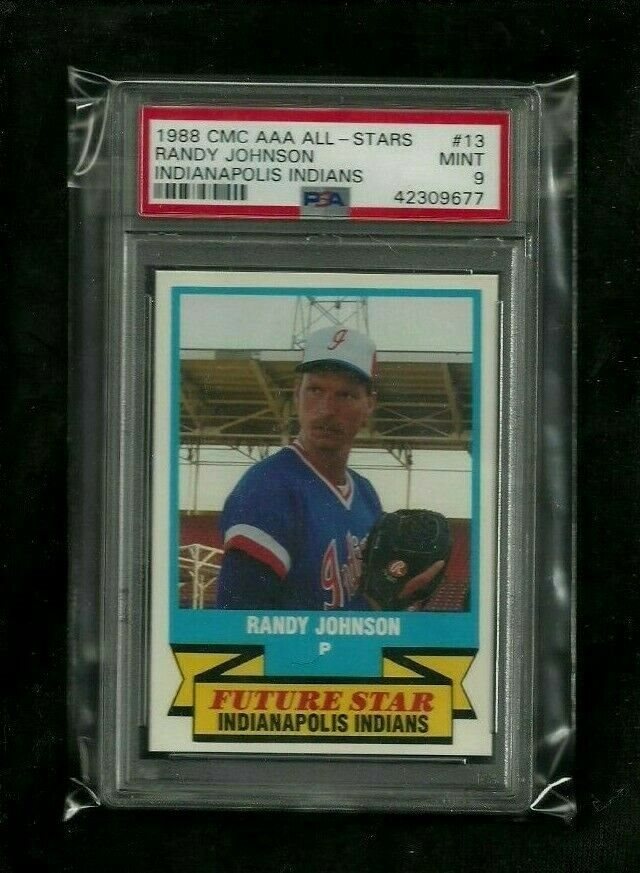 1988 CMC AAA ALL-STARS #13
RANDY JOHNSON MINT
INDIANAPOLIS INDIANS 9
PSA 42309677
I
Indi
R
RANDY JOHNSON
P
FUTURE STAR
INDIANAPOLIS INDIANS